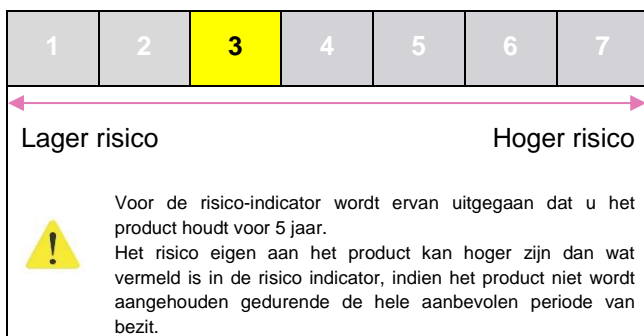 1 2 3 4 5 6 7
Lager risico Hoger risico
Voor de risico-indicator wordt ervan uitgegaan dat u het
product houdt voor 5 jaar.
Het risico eigen aan het product kan hoger zijn dan wat
vermeld is in de risico indicator, indien het product niet wordt
aangehouden gedurende de hele aanbevolen periode van
bezit.